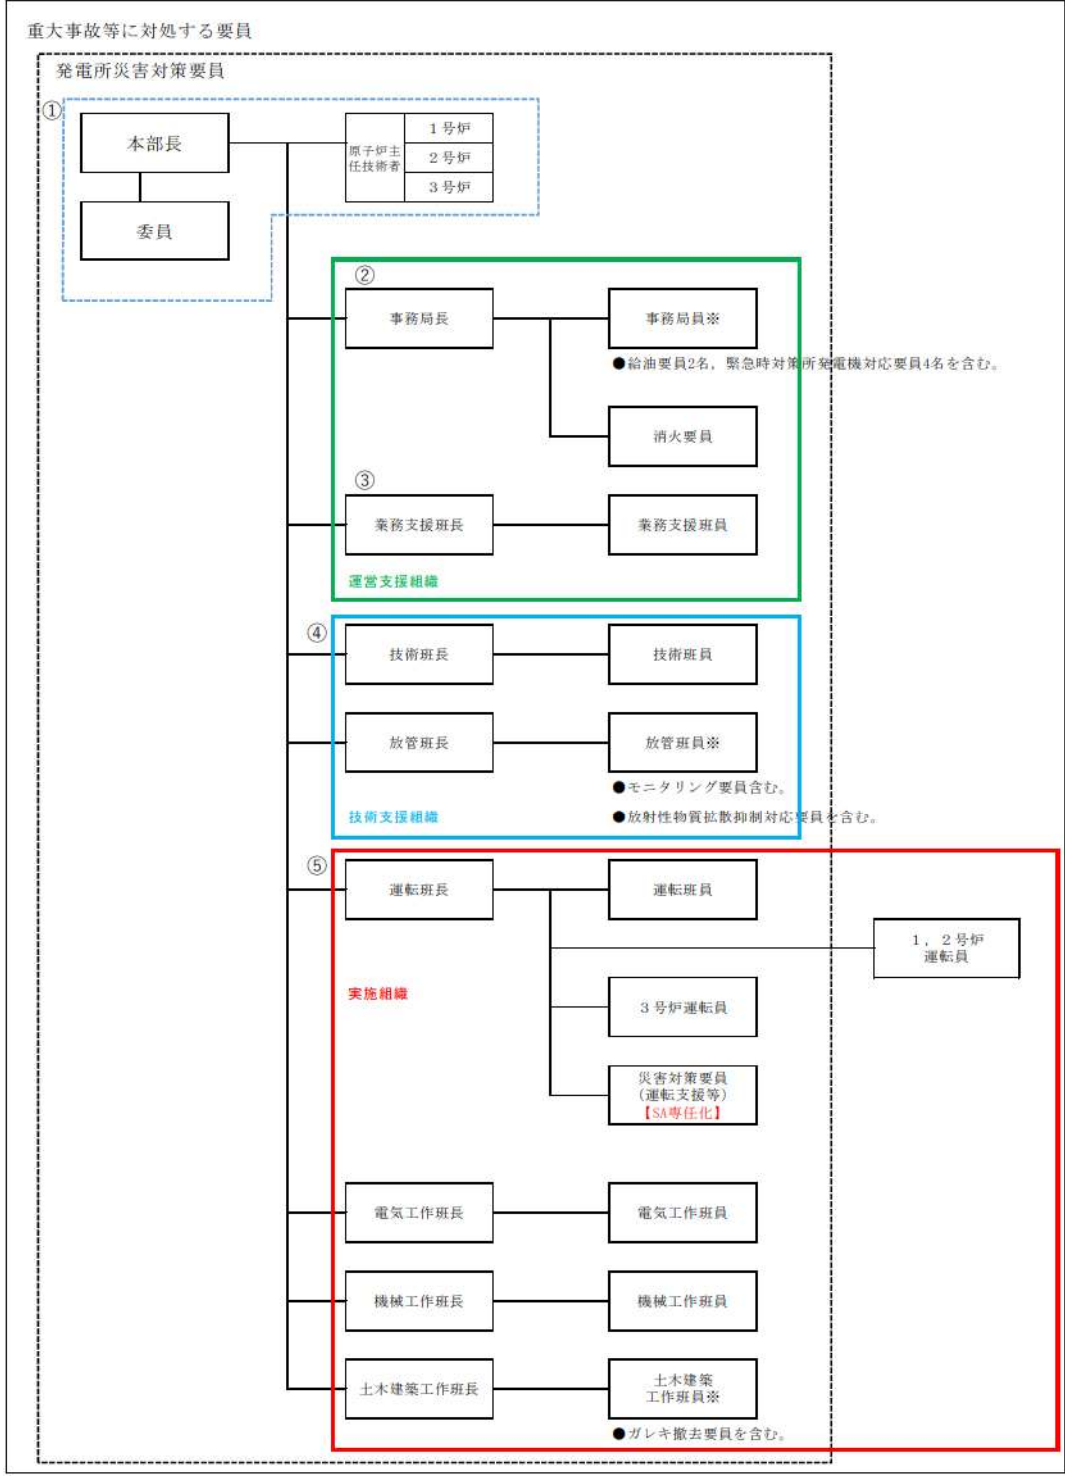 重大事故等に対処する要員
発電所災害対策要員
①
本部長
原子炉主
任技術者
1号炉
2号炉
3号炉
委員
②
事務局長
事務局員※
●給油要員2名，緊急時対策所発電機対応要員4名を含む。
消火要員
③
業務支援班長
業務支援班員
運営支援組織
④
技術班長
技術班員
放管班長
放管班員※
●モニタリング要員含む。
技術支援組織
●放射性物質拡散抑制対応要員を含む。
⑤
運転班長
運転班員
1，2号炉
運転員
実施組織
3号炉運転員
災害対策要員
（運転支援等）
【SA専任化】
電気工作班長
電気工作班員
機械工作班長
機械工作班員
土木建築工作班長
土木建築
工作班員※
●ガレキ撤去要員を含む。